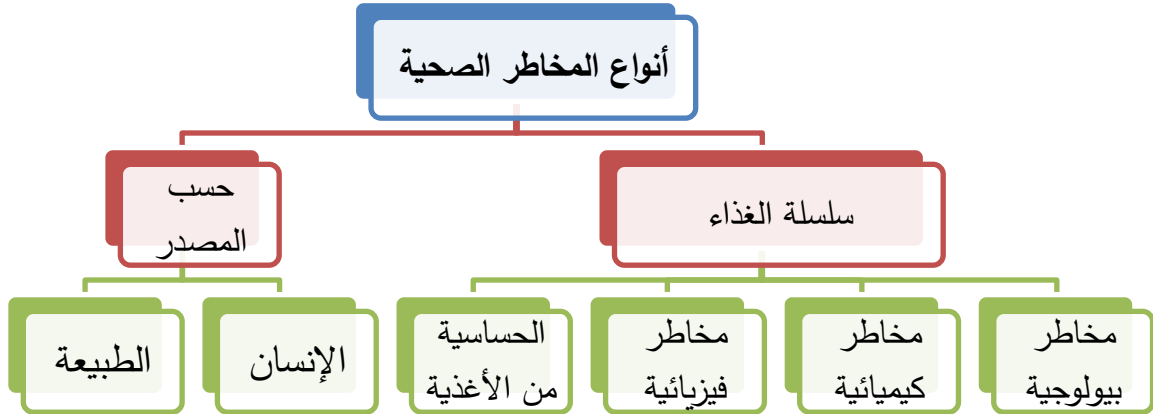 أنواع المخاطر الصحية
سلسلة الغذاء
حسب
المصدر
مخاطر
بيولوجية
مخاطر
كيميائية
مخاطر
فيزيائية
الحساسية
من الأغذية
الإنسان
الطبيعة